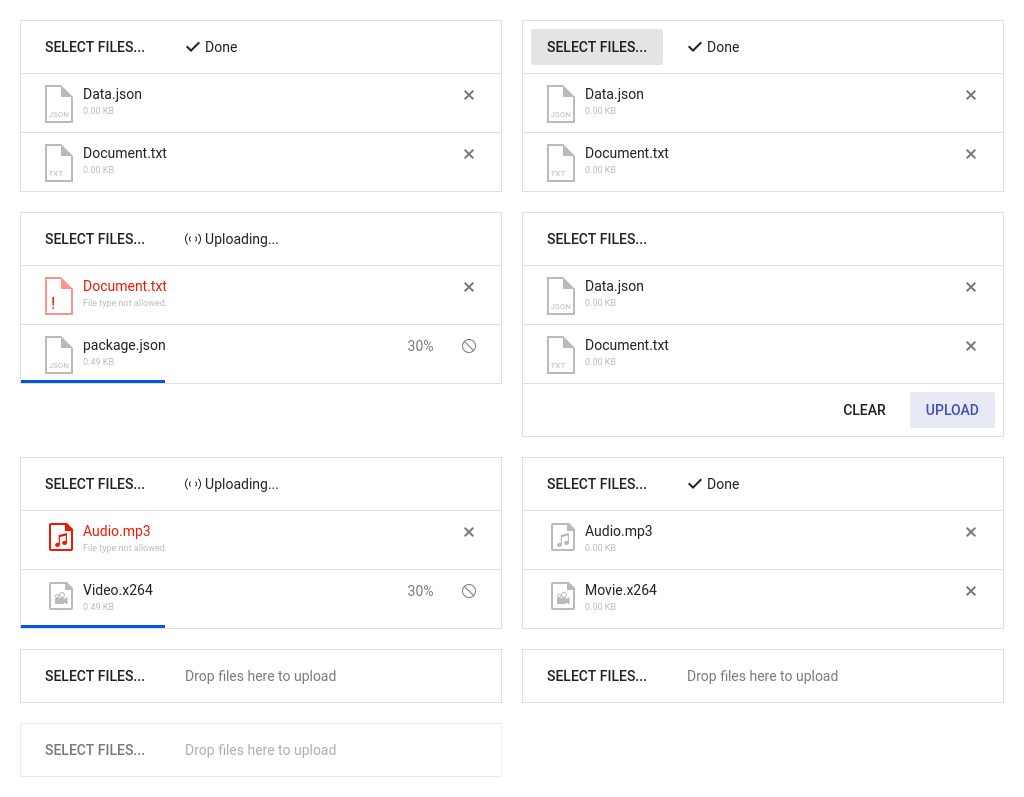 SELECT FILES... Done
Data.json
JSON
0.00 KB
Document.txt
TXT
0.00 KB
SELECT FILES... Done
Data.json
JSON
0.00 KB
Document.txt
TXT
0.00 KB
SELECT FILES... Uploading...
Document.txt
!
File type not allowed.
package.json 30%
JSON
0.49 KB
SELECT FILES...
Data.json
JSON
0.00 KB
Document.txt
TXT
0.00 KB
CLEAR UPLOAD
SELECT FILES... Uploading...
Audio.mp3
File type not allowed.
Video.x264 30%
0.49 KB
SELECT FILES... Done
Audio.mp3
0.00 KB
Movie.x264
0.00 KB
SELECT FILES... Drop files here to upload
SELECT FILES... Drop files here to upload
SELECT FILES... Drop files here to upload